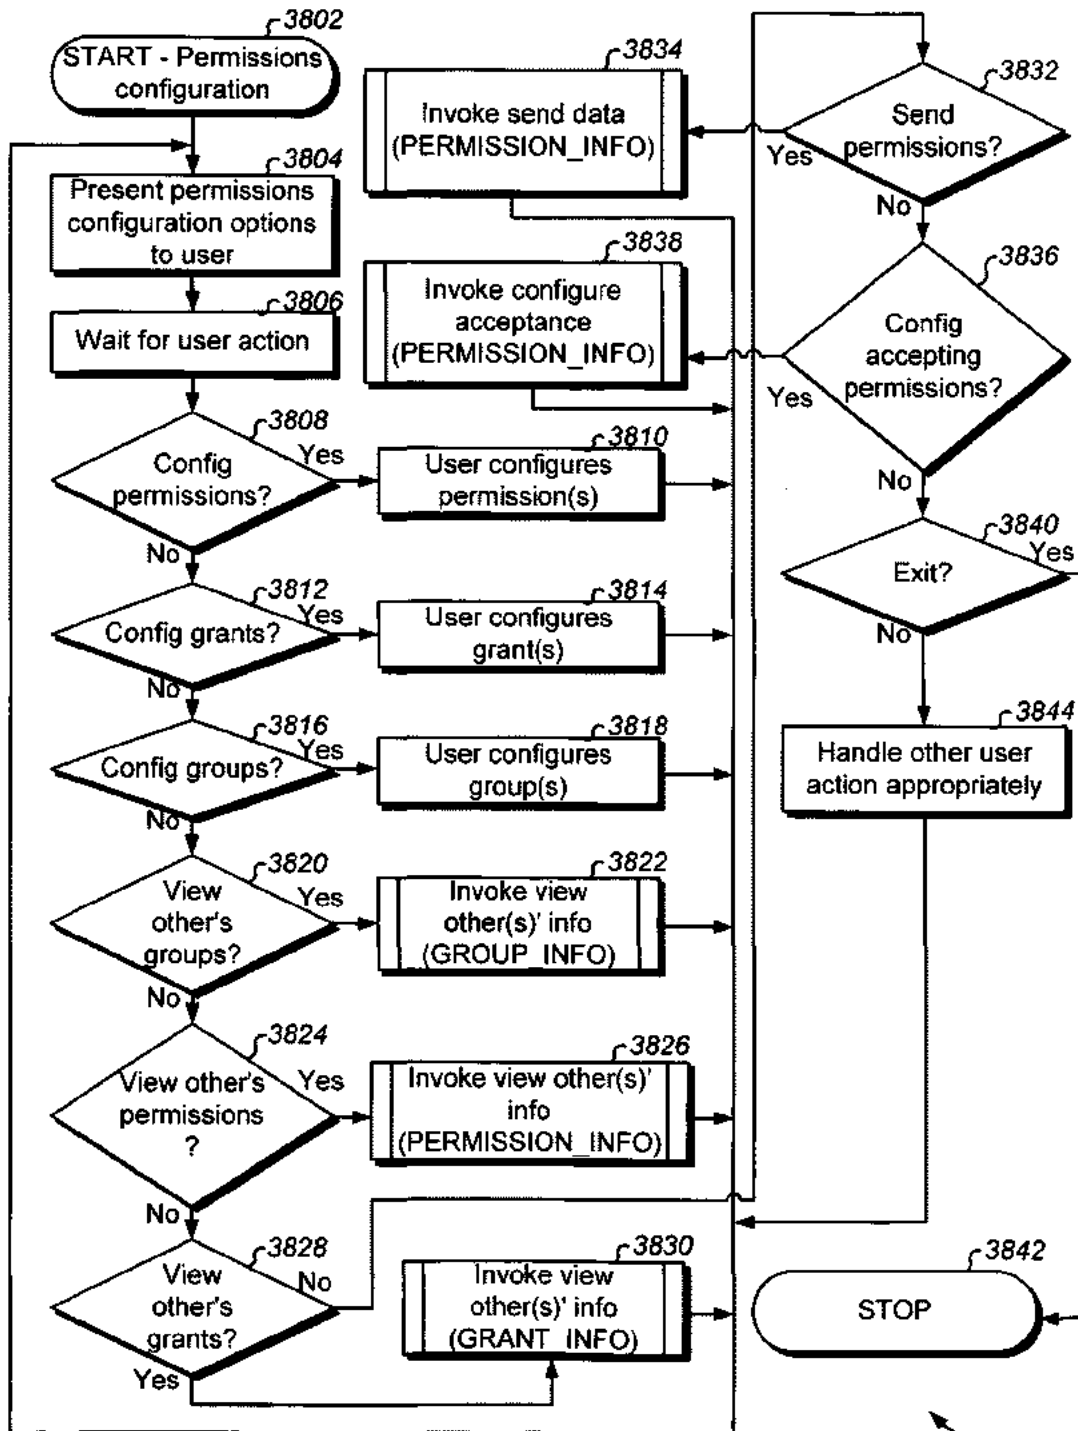 3802
START - Permissions
configuration
3804
Present permissions
configuration options
to user
3806
Wait for user action
3808
Config
permissions?
Yes
No
3810
User configures
permission(s)
3812
Config grants?
Yes
No
3814
User configures
grant(s)
3816
Config groups?
Yes
No
3818
User configures
group(s)
3820
View
other's
groups?
Yes
No
3822
Invoke view
other(s)' info
(GROUP_INFO)
3824
View other's
permissions
?
Yes
No
3826
Invoke view other(s)'
info
(PERMISSION_INFO)
3828
View
other's
grants?
No
Yes
3830
Invoke view
other(s)' info
(GRANT_INFO)
3832
Send
permissions?
Yes
No
3834
Invoke send data
(PERMISSION_INFO)
3836
Config
accepting
permissions?
Yes
No
3838
Invoke configure
acceptance
(PERMISSION_INFO)
3840
Exit?
Yes
No
3844
Handle other user
action appropriately
3842
STOP